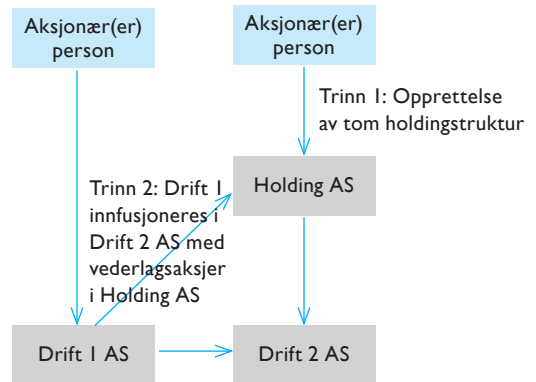 Aksjonær(er)
person
Aksjonær(er)
person
Trinn 1: Opprettelse
av tom holdingstruktur
Holding AS
Trinn 2: Drift 1
innfusjoneres i
Drift 2 AS med
vederlagsaksjer
i Holding AS
Drift 1 AS
Drift 2 AS